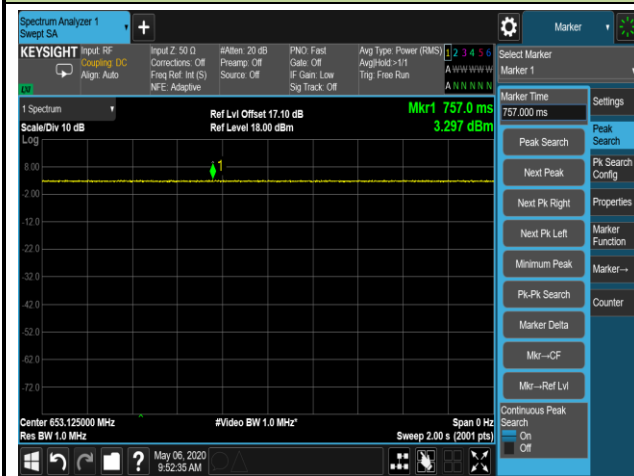 Spectrum Analyzer 1
Swept SA
+
Marker
KEYSIGHT
Input: RF
Coupling: DC
Align: Auto
Input Z: 50 Ω
Corrections: Off
Freq Ref: Int (S)
NFE: Adaptive
#Atten: 20 dB
Preamp: Off
Source: Off
PNO: Fast
Gate: Off
IF Gain: Low
Sig Track: Off
Avg Type: Power (RMS)
Avg|Hold >1/1
Trig: Free Run
1 2 3 4 5 6
A W W W W W
A N N N N N
LXI
Select Marker
Marker 1
1 Spectrum
Scale/Div 10 dB
Log
Ref Lvl Offset 17.10 dB
Ref Level 18.00 dBm
Mkr1 757.0 ms
3.297 dBm
8.00
-2.00
-12.0
-22.0
-32.0
-42.0
-52.0
-62.0
-72.0
1
Center 653.125000 MHz
Res BW 1.0 MHz
#Video BW 1.0 MHz*
Span 0 Hz
Sweep 2.00 s (2001 pts)
Marker Time
757.000 ms
Peak Search
Next Peak
Next Pk Right
Next Pk Left
Minimum Peak
Pk-Pk Search
Marker Delta
Mkr→CF
Mkr→Ref Lvl
Continuous Peak
Search
On
Off
Settings
Peak
Search
Pk Search
Config
Properties
Marker
Function
Marker→
Counter
?
May 06, 2020
9:52:35 AM